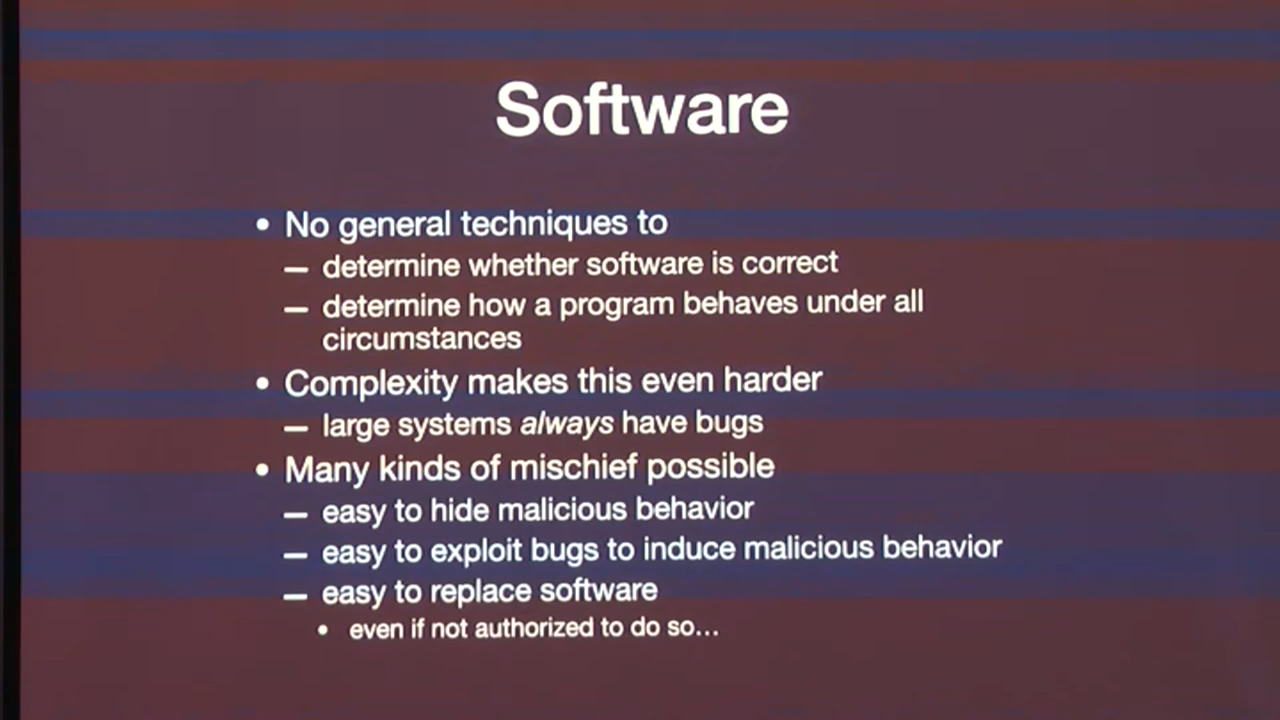 Software
• No general techniques to
— determine whether software is correct
— determine how a program behaves under all
circumstances
• Complexity makes this even harder
— large systems always have bugs
• Many kinds of mischief possible
— easy to hide malicious behavior
— easy to exploit bugs to induce malicious behavior
— easy to replace software
• even if not authorized to do so...